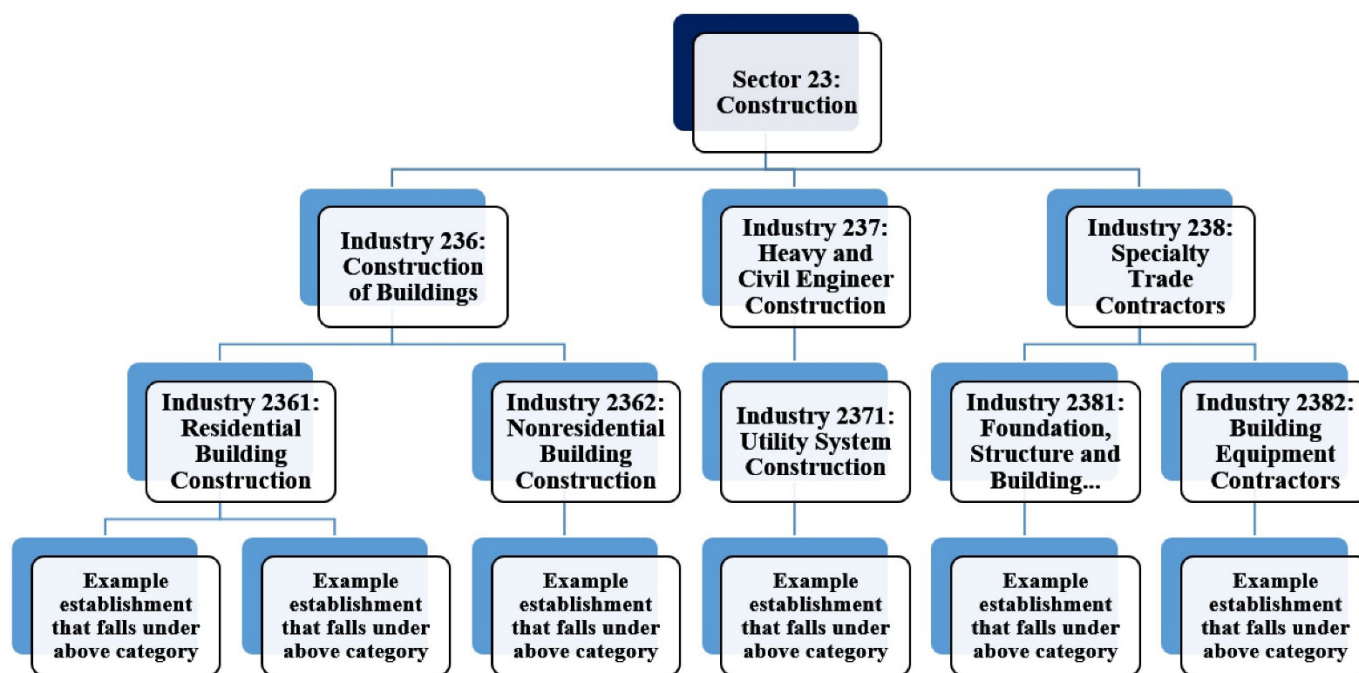 Sector 23:
Construction
Industry 236:
Construction
of Buildings
Industry 237:
Heavy and
Civil Engineer
Construction
Industry 238:
Specialty
Trade
Contractors
Industry 2361:
Residential
Building
Construction
Industry 2362:
Nonresidential
Building
Construction
Industry 2371:
Utility System
Construction
Industry 2381:
Foundation,
Structure and
Building...
Industry 2382:
Building
Equipment
Contractors
Example
establishment
that falls under
above category
Example
establishment
that falls under
above category
Example
establishment
that falls under
above category
Example
establishment
that falls under
above category
Example
establishment
that falls under
above category
Example
establishment
that falls under
above category